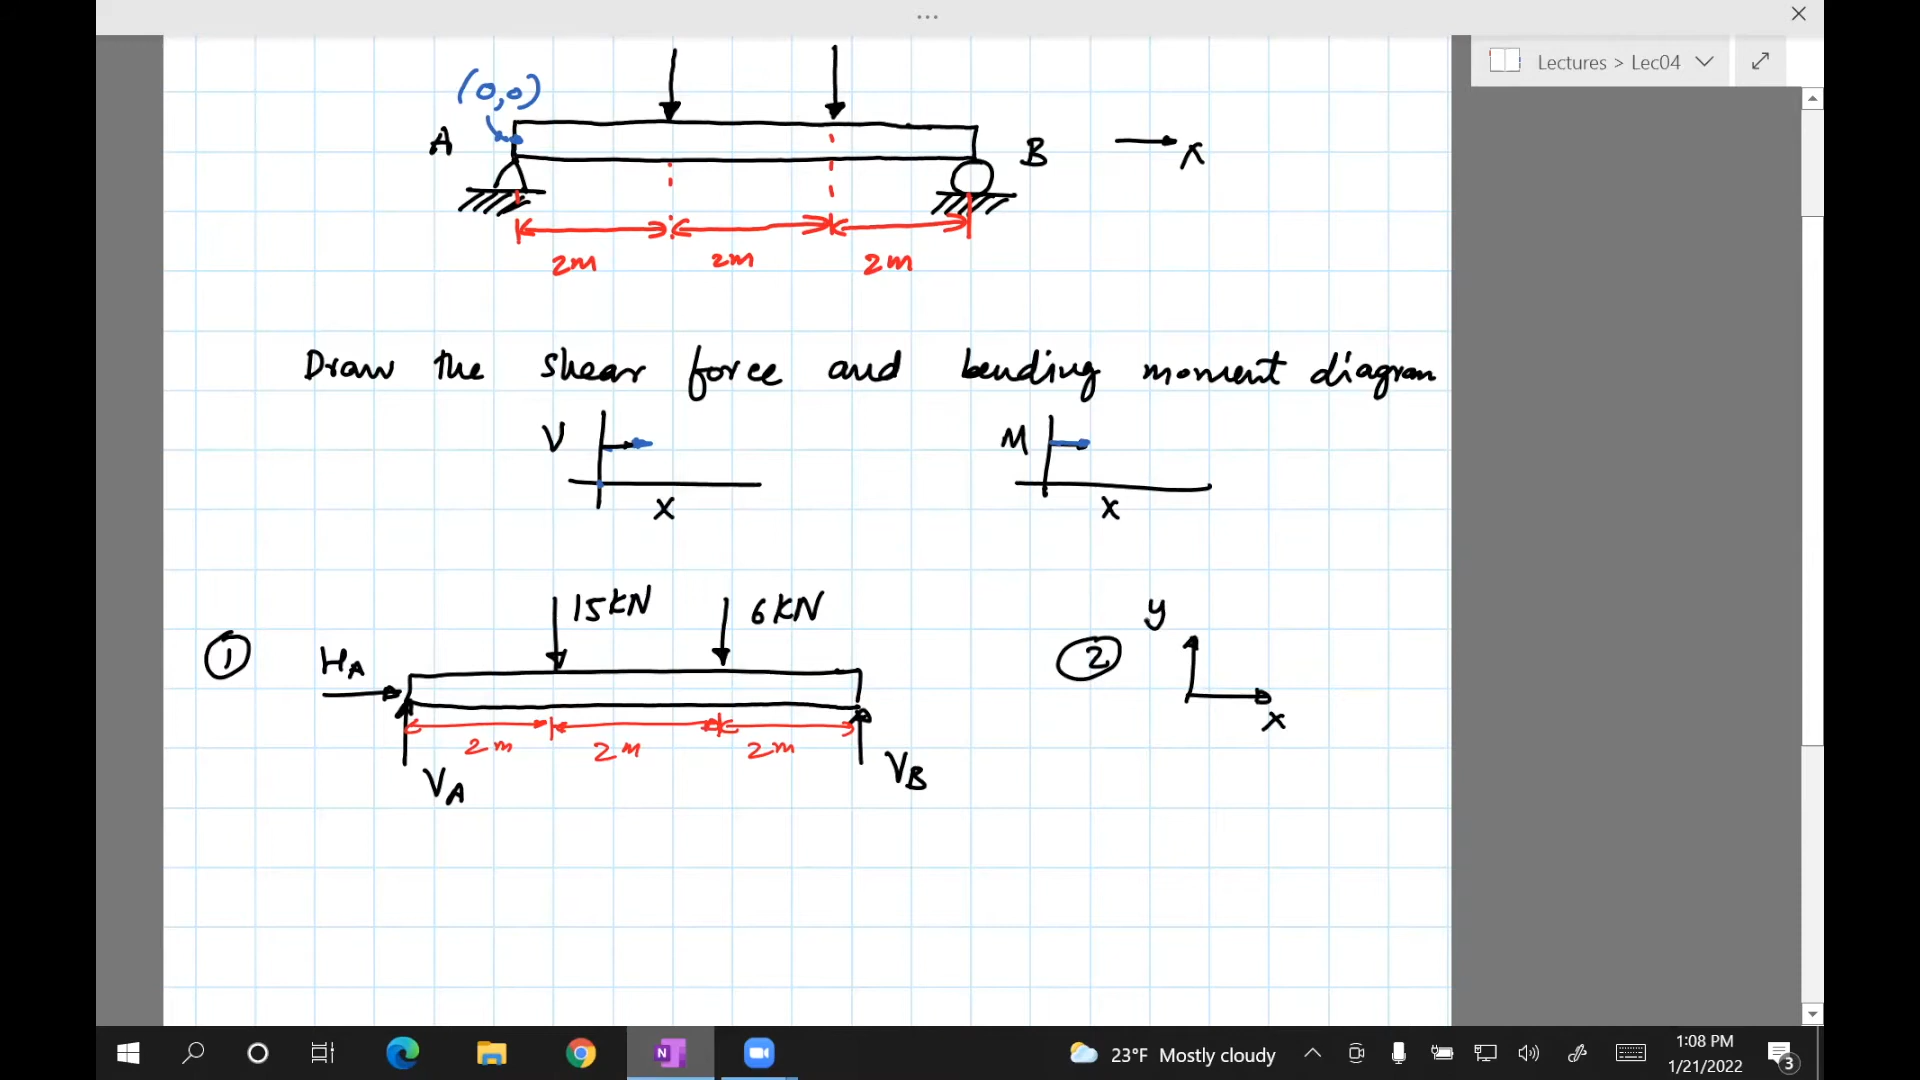 ...
Lectures > Lec04
(0,0)
A
B
x
2m 2m 2m
Draw the shear force and bending moment diagram
V
x
M
x
15kN 6kN
1
HA
2m 2m 2m
VA
VB
2
y
x
23°F Mostly cloudy
N
1:08 PM
1/21/2022
3